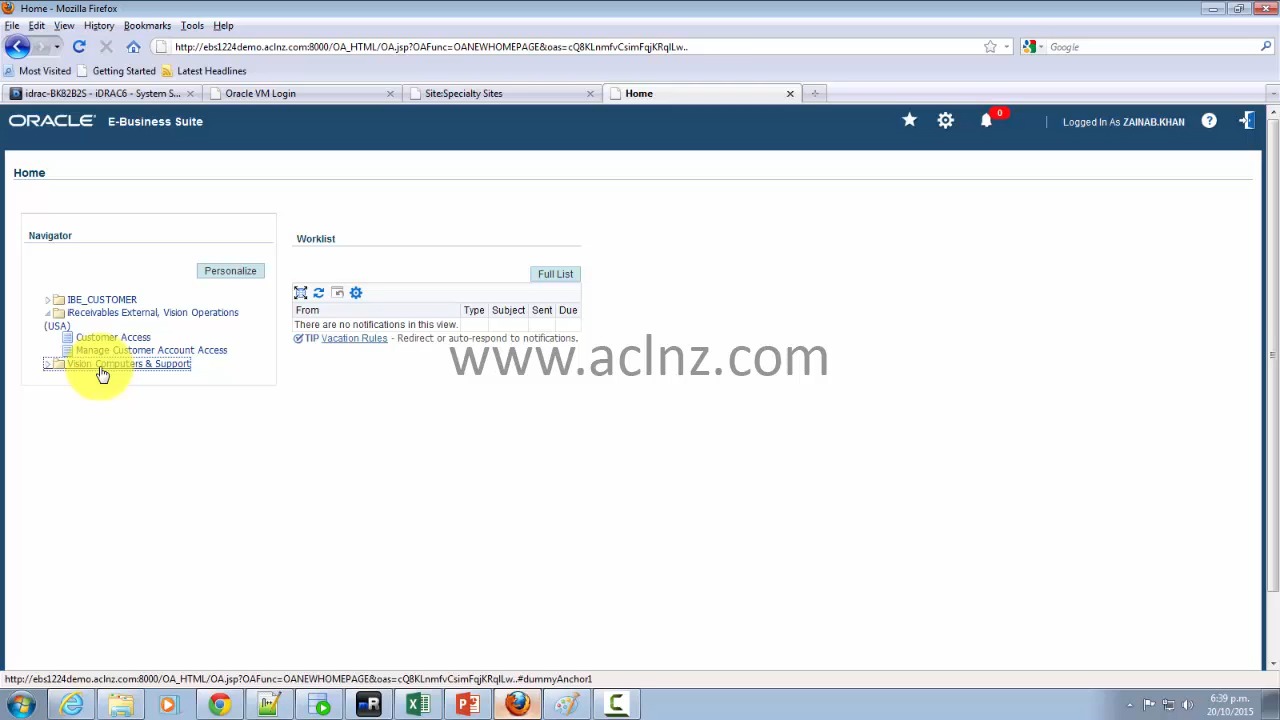 Home - Mozilla Firefox
File Edit View History Bookmarks Tools Help
http://ebs1224demo.aclnz.com:8000/OA_HTML/OA.jsp?OAFunc=OANEWHOMEPAGE&oas=cQ8KLnmfvCsimFqjKRqILw..
Google
Most Visited Getting Started Latest Headlines
idrac-BK82B2S - iDRAC6 - System S... Oracle VM Login Site:Specialty Sites Home
ORACLE E-Business Suite 0 Logged In As ZAINAB.KHAN
Home
Navigator
Personalize
IBE_CUSTOMER
iReceivables External, Vision Operations
(USA)
Customer Access
Manage Customer Account Access
Vision Computers & Support
Worklist
Full List
From Type Subject Sent Due
There are no notifications in this view.
TIP Vacation Rules - Redirect or auto-respond to notifications.
www.aclnz.com
http://ebs1224demo.aclnz.com:8000/OA_HTML/OA.jsp?OAFunc=OANEWHOMEPAGE&oas=cQ8KLnmfvCsimFqjKRqILw..#dummyAnchor1
6:39 p.m.
20/10/2015